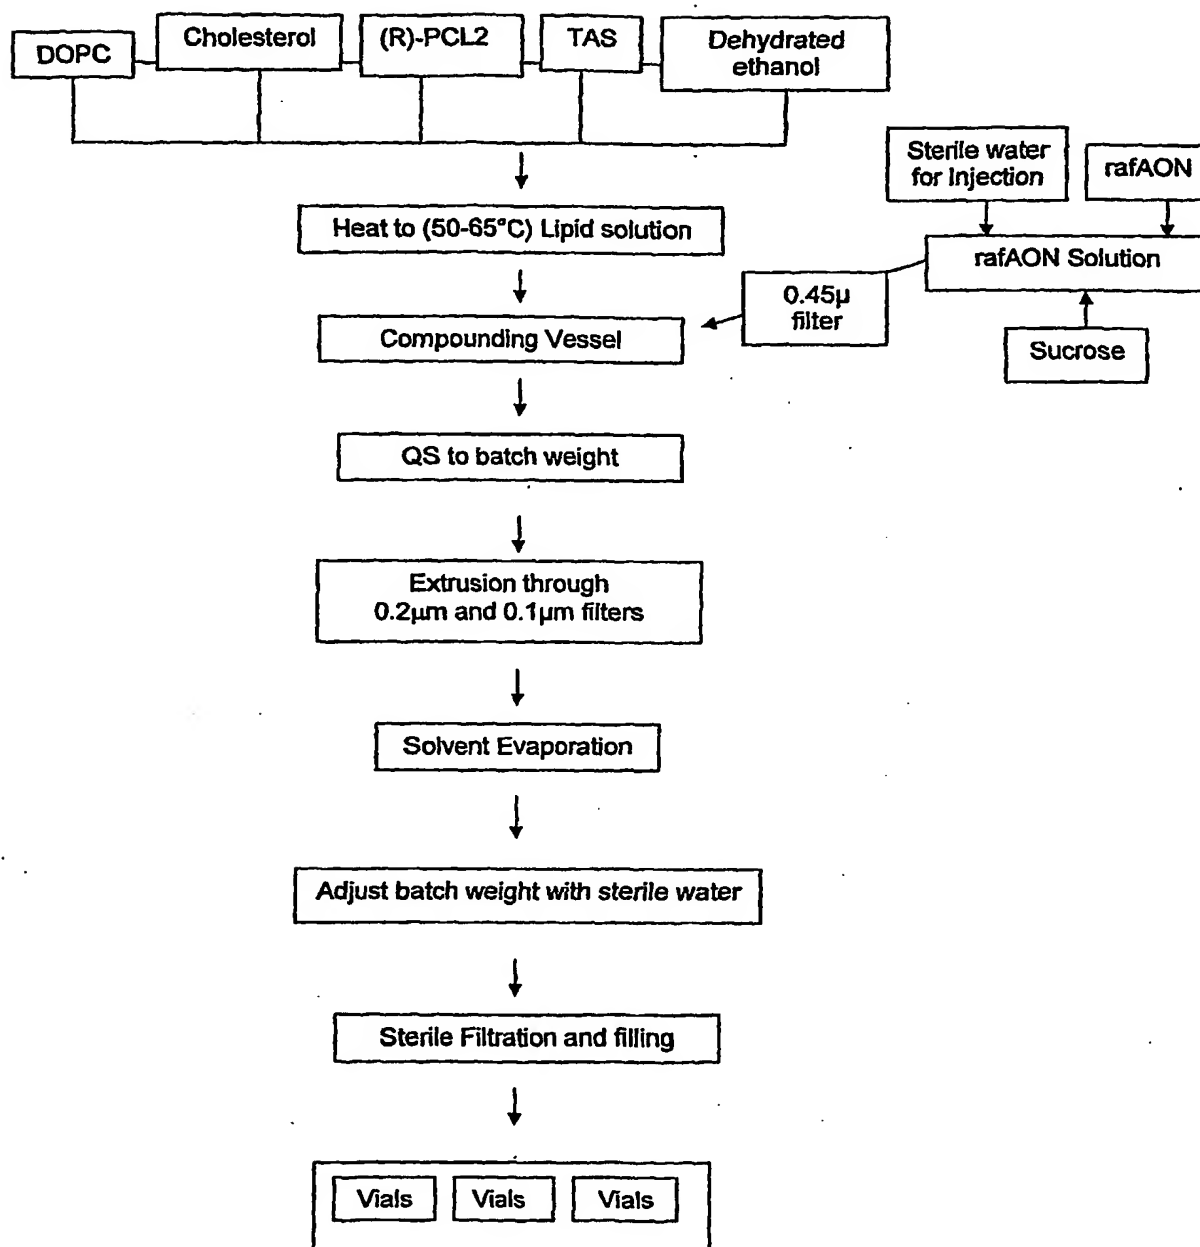 DOPC
Cholesterol
(R)-PCL2
TAS
Dehydrated
ethanol
Sterile water
for Injection
rafAON
Heat to (50-65°C) Lipid solution
rafAON Solution
0.45µ
filter
Compounding Vessel
Sucrose
QS to batch weight
Extrusion through
0.2µm and 0.1µm filters
Solvent Evaporation
Adjust batch weight with sterile water
Sterile Filtration and filling
Vials
Vials
Vials